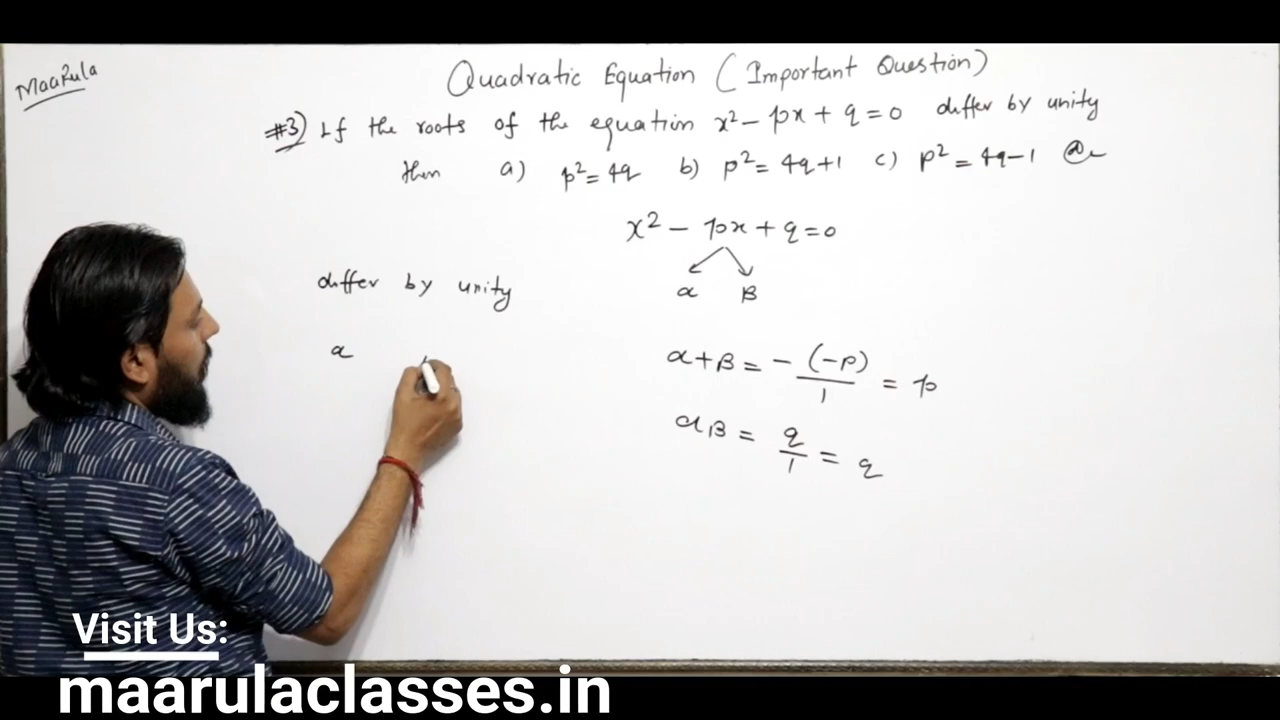 MaaRula
Quadratic Equation (Important Question)
#3) If the roots of the equation x² - px + q = 0 differ by unity
then a) p² = 4q b) p² = 4q+1 c) p² = 4q-1
x² - px + q = 0
α β
differ by unity
α
α+β = -(-p)/1 = p
αβ = q/1 = q
Visit Us:
maarulaclasses.in